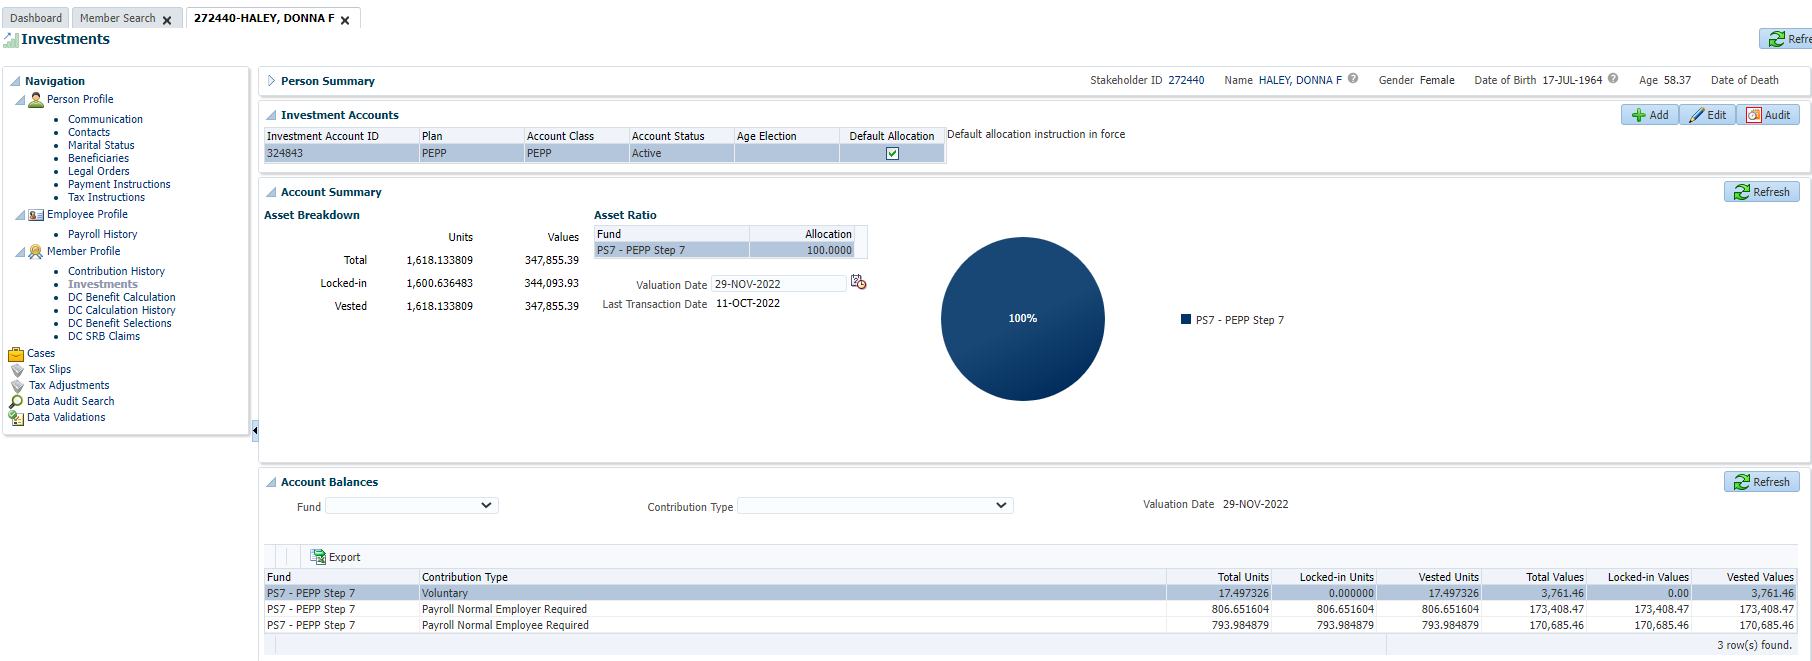 Dashboard Member Search 272440-HALEY, DONNA F
Investments
Refre
Navigation
Person Profile
Communication
Contacts
Marital Status
Beneficiaries
Legal Orders
Payment Instructions
Tax Instructions
Employee Profile
Payroll History
Member Profile
Contribution History
Investments
DC Benefit Calculation
DC Calculation History
DC Benefit Selections
DC SRB Claims
Cases
Tax Slips
Tax Adjustments
Data Audit Search
Data Validations
Person Summary Stakeholder ID 272440 Name HALEY, DONNA F Gender Female Date of Birth 17-JUL-1964 Age 58.37 Date of Death
Investment Accounts Add Edit Audit
Investment Account ID Plan Account Class Account Status Age Election Default Allocation Default allocation instruction in force
324843 PEPP PEPP Active
Account Summary Refresh
Asset Breakdown
Units Values
Total 1,618.133809 347,855.39
Locked-in 1,600.636483 344,093.93
Vested 1,618.133809 347,855.39
Asset Ratio
Fund Allocation
PS7 - PEPP Step 7 100.0000
Valuation Date 29-NOV-2022
Last Transaction Date 11-OCT-2022
100%
PS7 - PEPP Step 7
Account Balances Refresh
Fund Contribution Type Valuation Date 29-NOV-2022
Export
Fund Contribution Type Total Units Locked-in Units Vested Units Total Values Locked-in Values Vested Values
PS7 - PEPP Step 7 Voluntary 17.497326 0.000000 17.497326 3,761.46 0.00 3,761.46
PS7 - PEPP Step 7 Payroll Normal Employer Required 806.651604 806.651604 806.651604 173,408.47 173,408.47 173,408.47
PS7 - PEPP Step 7 Payroll Normal Employee Required 793.984879 793.984879 793.984879 170,685.46 170,685.46 170,685.46
3 row(s) found.